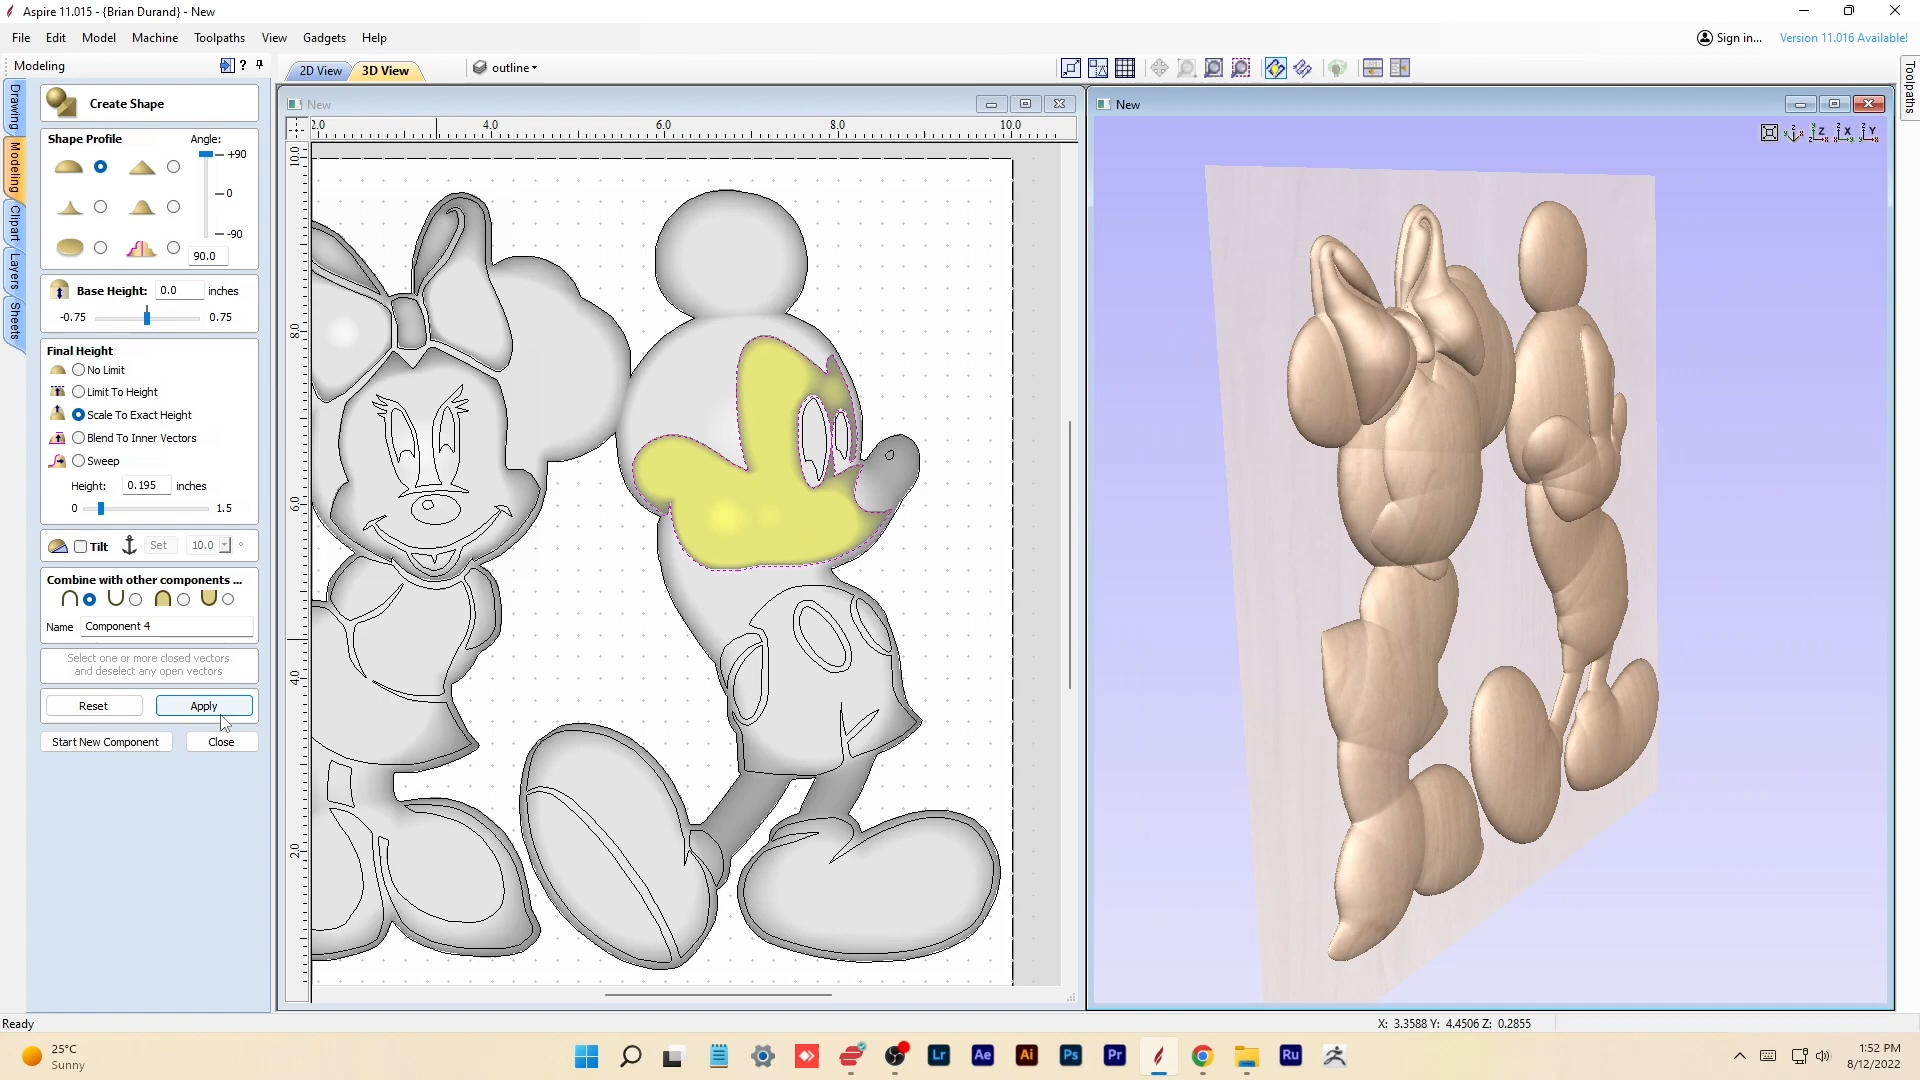 Aspire 11.015 - {Brian Durand} - New
File Edit Model Machine Toolpaths View Gadgets Help
Sign in... Version 11.016 Available!
Modeling ?
2D View 3D View outline
Toolpaths
Drawing
Modeling
Clipart
Layers
Sheets
Create Shape
Shape Profile Angle:
+90
0
-90
90.0
Base Height: 0.0 inches
-0.75 0.75
Final Height
No Limit
Limit To Height
Scale To Exact Height
Blend To Inner Vectors
Sweep
Height: 0.195 inches
0 1.5
Tilt Set 10.0 °
Combine with other components ...
Name Component 4
Select one or more closed vectors
and deselect any open vectors
Reset Apply
Start New Component Close
New
2.0 4.0 6.0 8.0 10.0
10.0
8.0
6.0
4.0
2.0
New
Z X Y
Ready
X: 3.3588 Y: 4.4506 Z: 0.2855
25°C
Sunny
Lr Ae Ai Ps Pr Ru
1:52 PM
8/12/2022